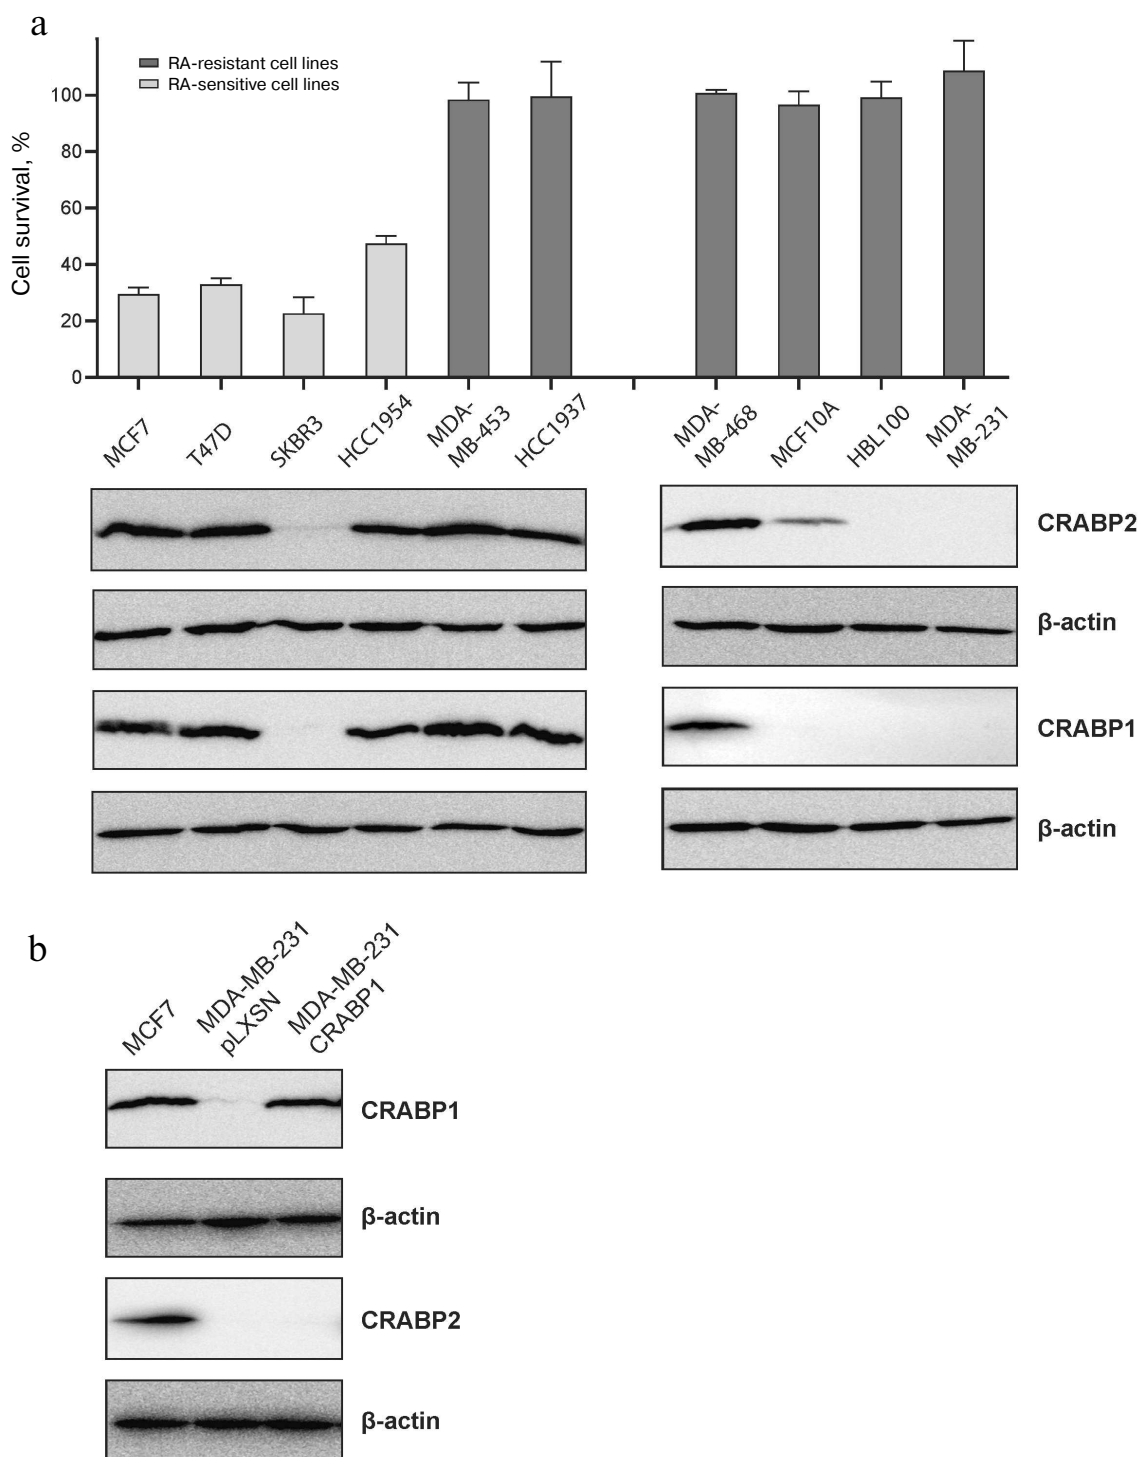 a
RA-resistant cell lines
RA-sensitive cell lines
Cell survival, %
100
80
60
40
20
0
MCF7
T47D
SKBR3
HCC1954
MDA-
MB-453
HCC1937
MDA-
MB-468
MCF10A
HBL100
MDA-
MB-231
CRABP2
β-actin
CRABP1
β-actin
b
MCF7
MDA-MB-231
pLXSN
MDA-MB-231
CRABP1
CRABP1
β-actin
CRABP2
β-actin